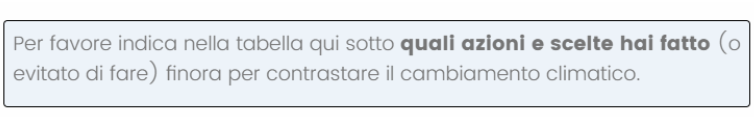 Per favore indica nella tabella qui sotto quali azioni e scelte hai fatto (o
evitato di fare) finora per contrastare il cambiamento climatico.